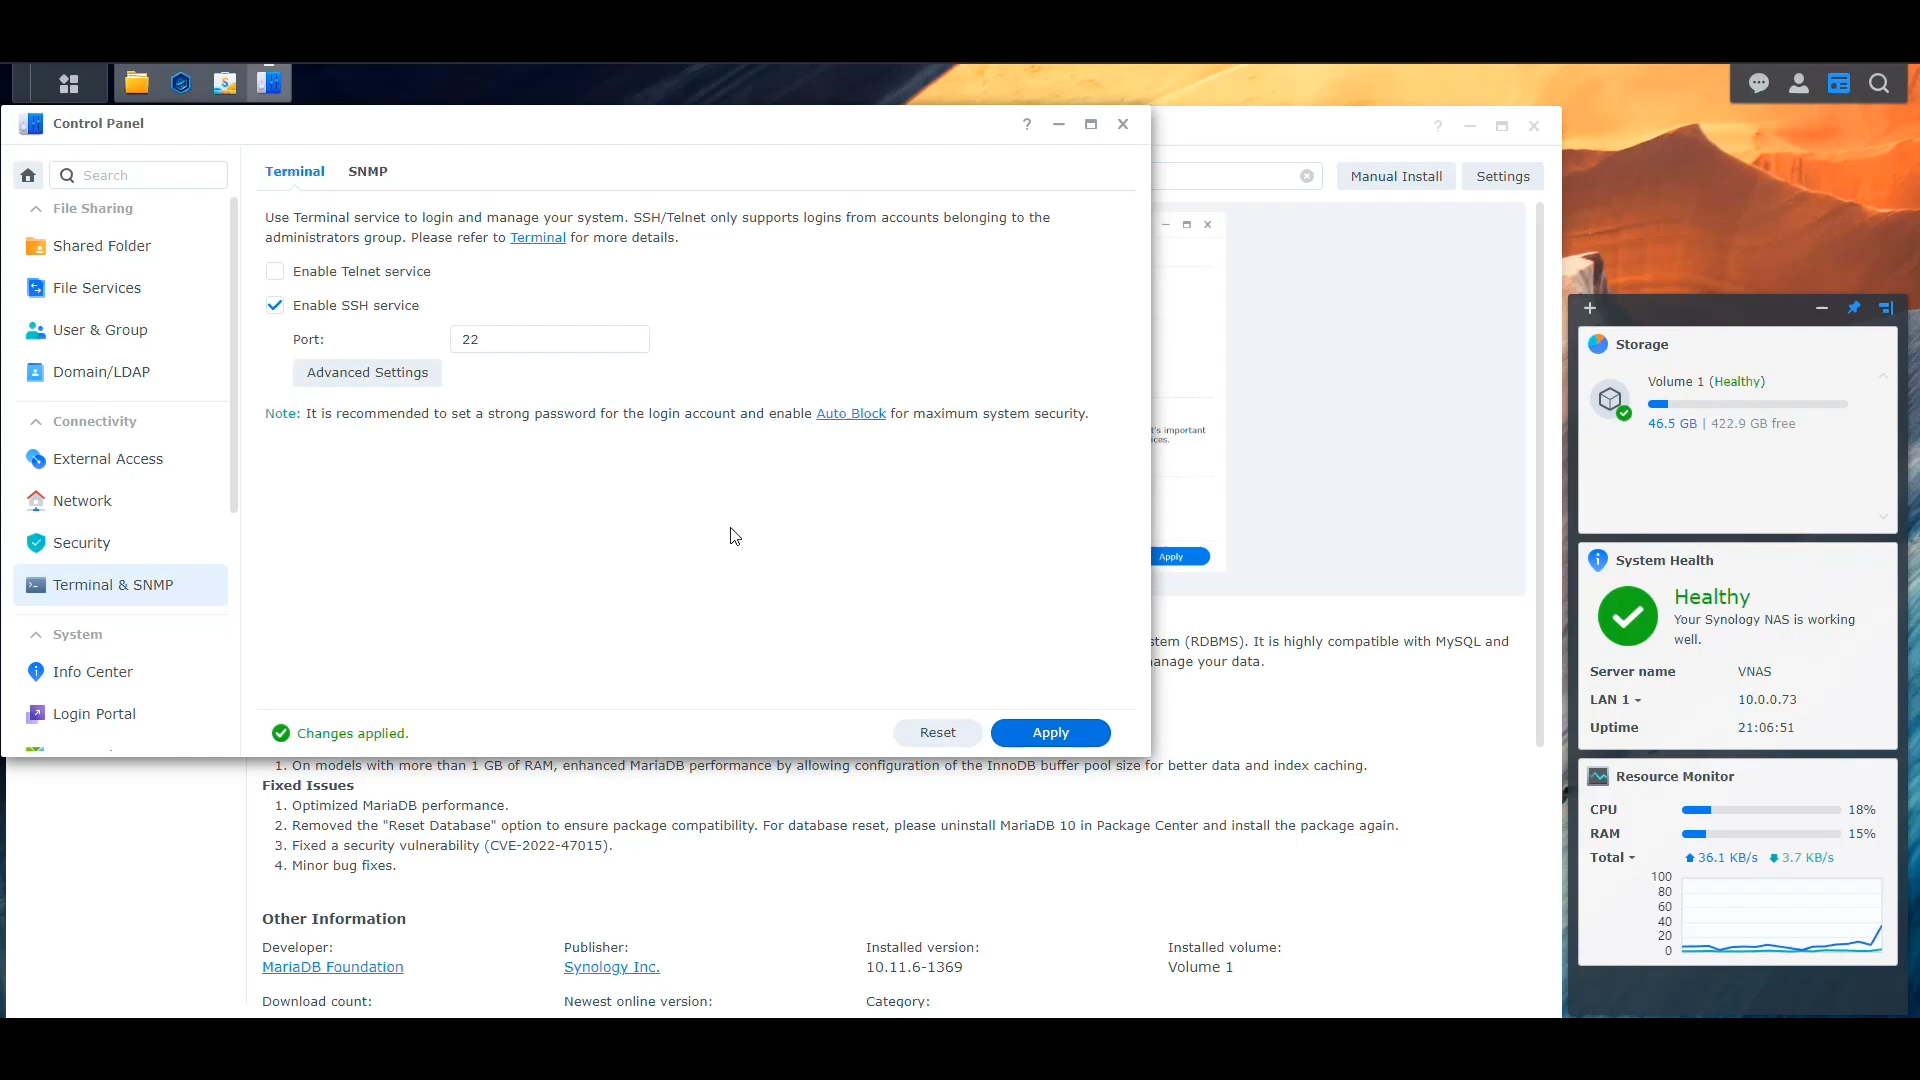 Control Panel
Search
File Sharing
Shared Folder
File Services
User & Group
Domain/LDAP
Connectivity
External Access
Network
Security
Terminal & SNMP
System
Info Center
Login Portal
Terminal
SNMP
Use Terminal service to login and manage your system. SSH/Telnet only supports logins from accounts belonging to the
administrators group. Please refer to Terminal for more details.
Enable Telnet service
Enable SSH service
Port:
22
Advanced Settings
Note: It is recommended to set a strong password for the login account and enable Auto Block for maximum system security.
Changes applied.
Reset
Apply
Manual Install
Settings
t's important
ices.
Apply
stem (RDBMS). It is highly compatible with MySQL and
anage your data.
1. On models with more than 1 GB of RAM, enhanced MariaDB performance by allowing configuration of the InnoDB buffer pool size for better data and index caching.
Fixed Issues
1. Optimized MariaDB performance.
2. Removed the "Reset Database" option to ensure package compatibility. For database reset, please uninstall MariaDB 10 in Package Center and install the package again.
3. Fixed a security vulnerability (CVE-2022-47015).
4. Minor bug fixes.
Other Information
Developer:
MariaDB Foundation
Publisher:
Synology Inc.
Installed version:
10.11.6-1369
Installed volume:
Volume 1
Download count:
Newest online version:
Category:
Storage
Volume 1 (Healthy)
46.5 GB | 422.9 GB free
System Health
Healthy
Your Synology NAS is working
well.
Server name
VNAS
LAN 1
10.0.0.73
Uptime
21:06:51
Resource Monitor
CPU
18%
RAM
15%
Total
36.1 KB/s
3.7 KB/s
100
80
60
40
20
0